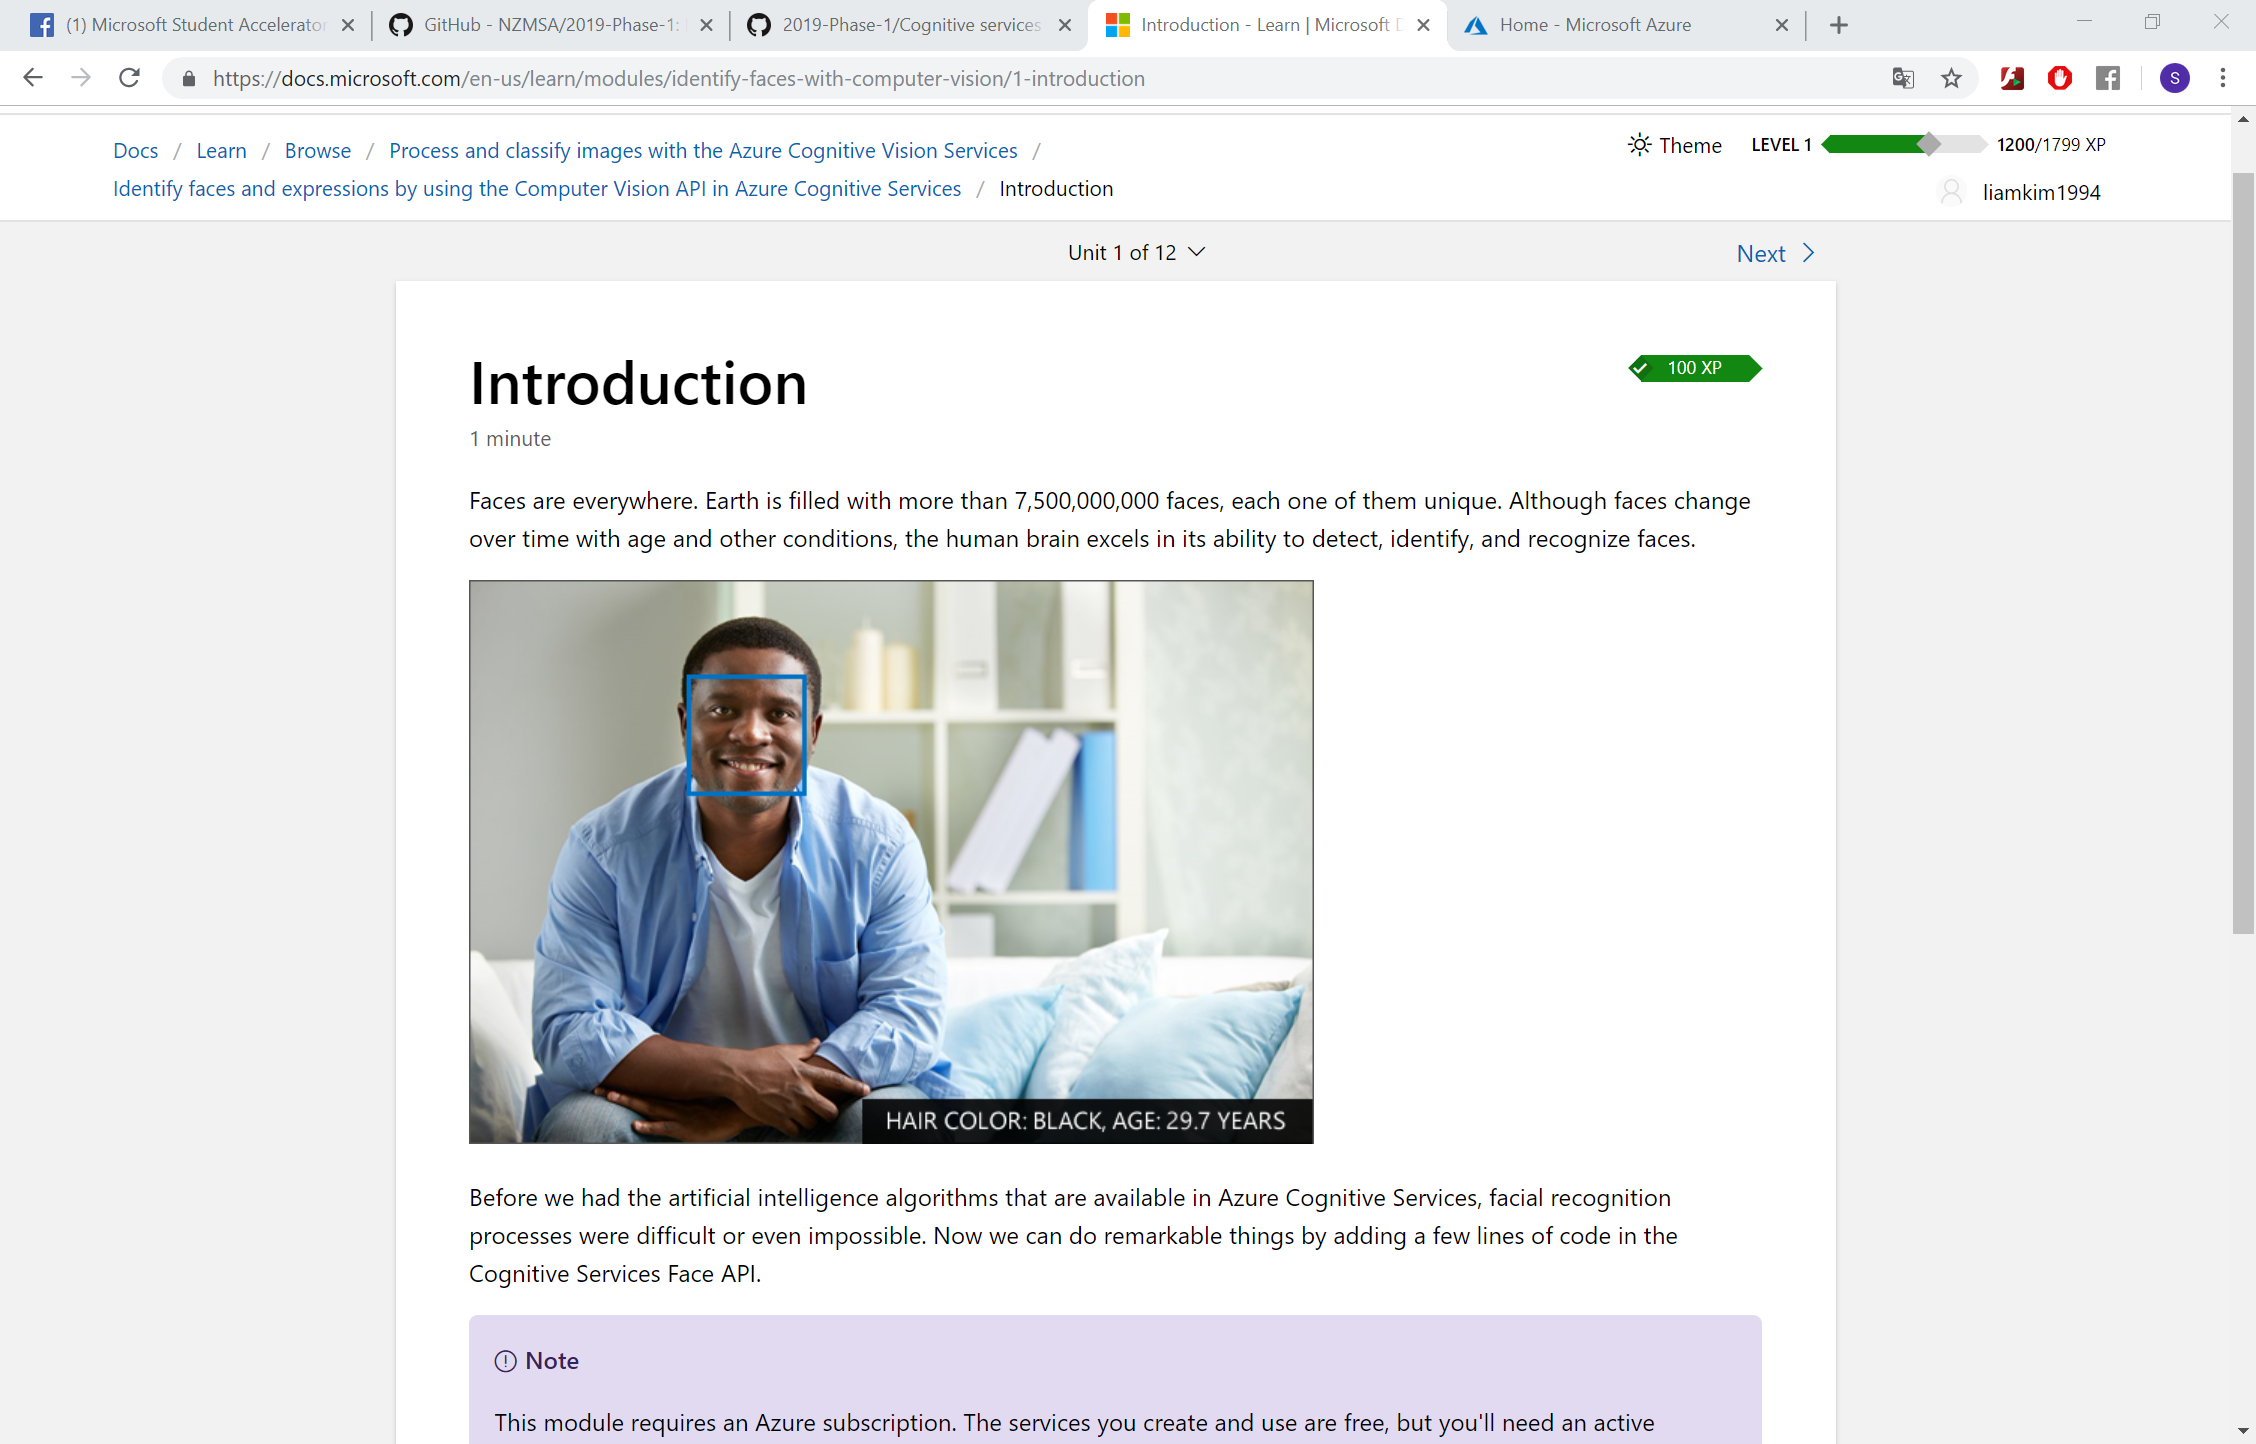 (1) Microsoft Student Accelerator
GitHub - NZMSA/2019-Phase-1:
2019-Phase-1/Cognitive services
Introduction - Learn | Microsoft D
Home - Microsoft Azure
https://docs.microsoft.com/en-us/learn/modules/identify-faces-with-computer-vision/1-introduction
S
Docs / Learn / Browse / Process and classify images with the Azure Cognitive Vision Services /
Identify faces and expressions by using the Computer Vision API in Azure Cognitive Services / Introduction
Theme
LEVEL 1
1200/1799 XP
liamkim1994
Unit 1 of 12
Next
Introduction
100 XP
1 minute
Faces are everywhere. Earth is filled with more than 7,500,000,000 faces, each one of them unique. Although faces change
over time with age and other conditions, the human brain excels in its ability to detect, identify, and recognize faces.
HAIR COLOR: BLACK, AGE: 29.7 YEARS
Before we had the artificial intelligence algorithms that are available in Azure Cognitive Services, facial recognition
processes were difficult or even impossible. Now we can do remarkable things by adding a few lines of code in the
Cognitive Services Face API.
Note
This module requires an Azure subscription. The services you create and use are free, but you'll need an active